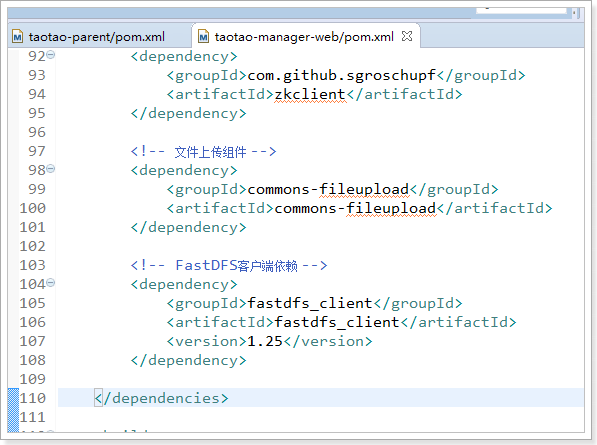 taotao-parent/pom.xml taotao-manager-web/pom.xml
92 <dependency>
93 <groupId>com.github.sgroschupf</groupId>
94 <artifactId>zkclient</artifactId>
95 </dependency>
96
97 <!-- 文件上传组件 -->
98 <dependency>
99 <groupId>commons-fileupload</groupId>
100 <artifactId>commons-fileupload</artifactId>
101 </dependency>
102
103 <!-- FastDFS客户端依赖 -->
104 <dependency>
105 <groupId>fastdfs_client</groupId>
106 <artifactId>fastdfs_client</artifactId>
107 <version>1.25</version>
108 </dependency>
109
110 </dependencies>
111